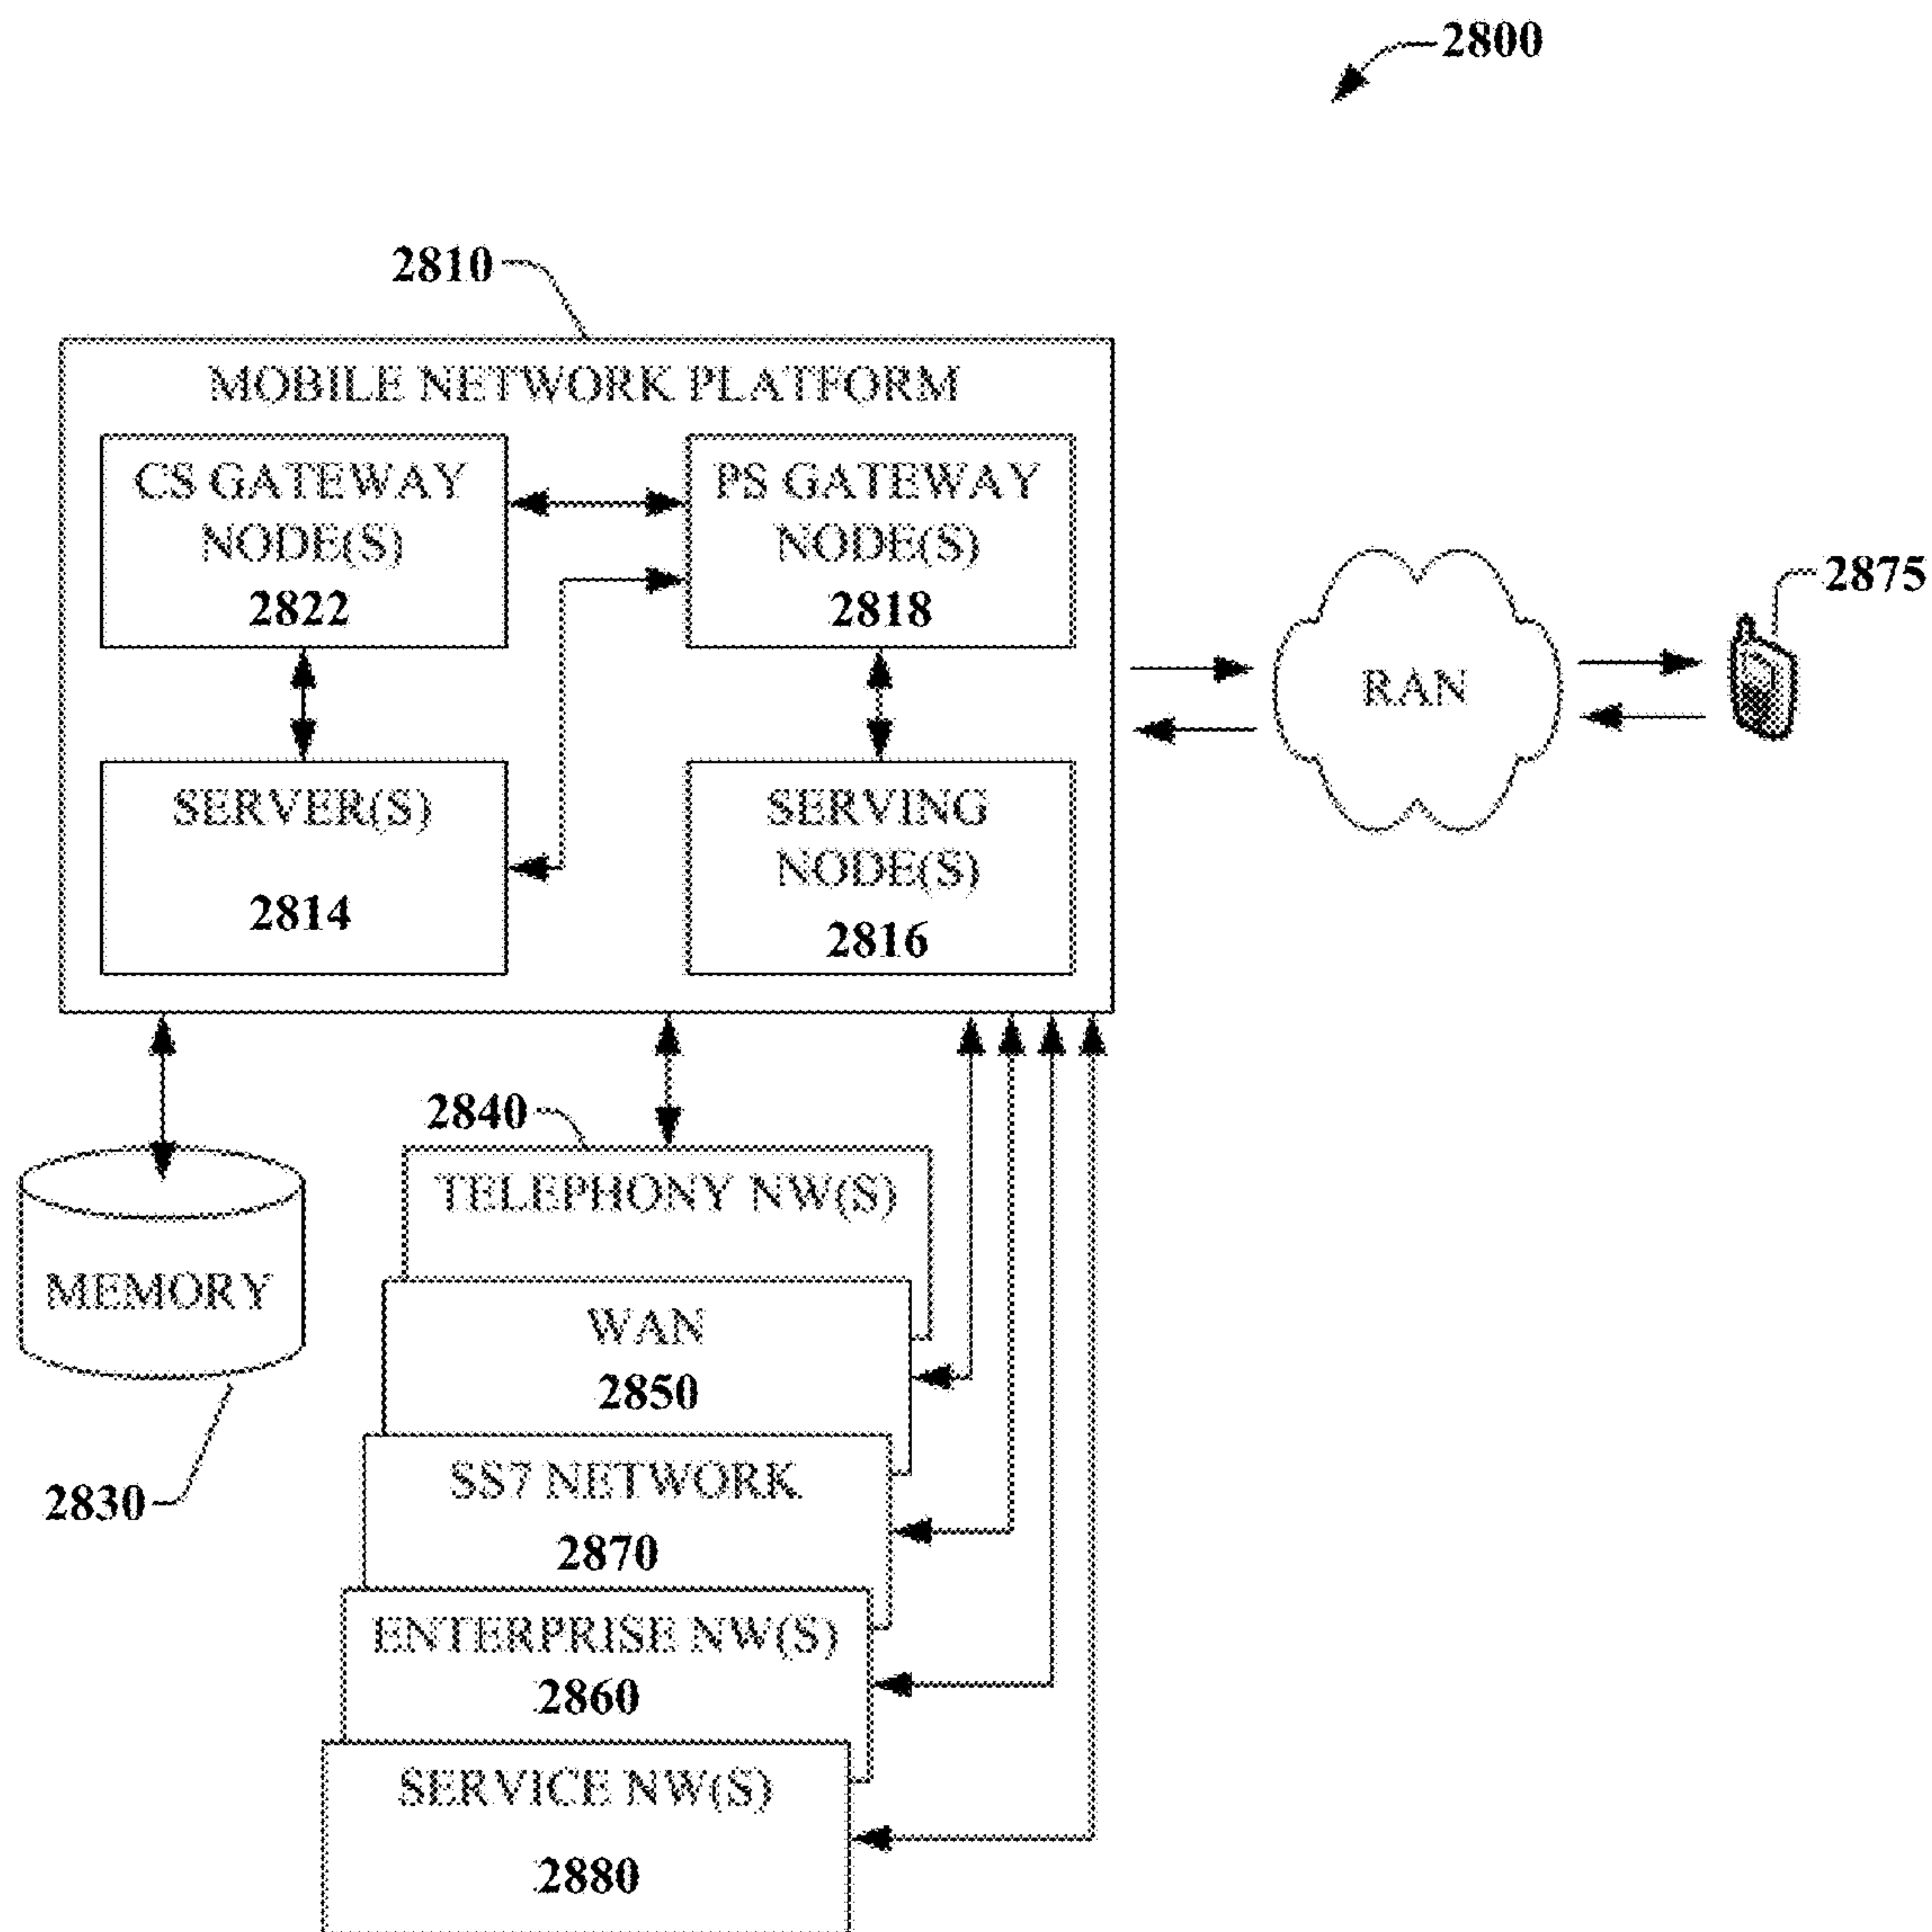 2800
2810
MOBILE NETWORK PLATFORM
CS GATEWAY
NODE(S)
2822
PS GATEWAY
NODE(S)
2818
SERVER(S)
2814
SERVING
NODE(S)
2816
RAN
2875
2840
TELEPHONY NW(S)
MEMORY
2830
WAN
2850
SS7 NETWORK
2870
ENTERPRISE NW(S)
2860
SERVICE NW(S)
2880